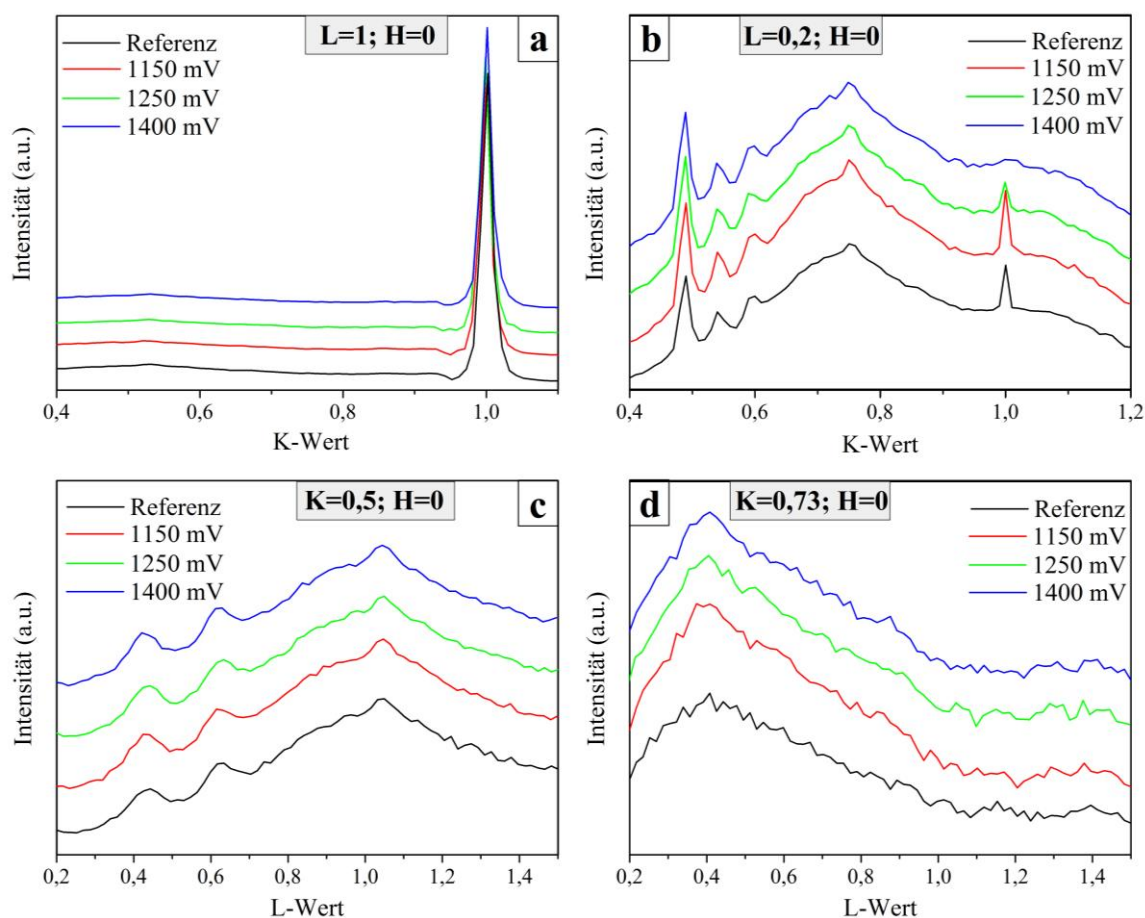 L=1; H=0
a
Referenz
1150 mV
1250 mV
1400 mV
Intensität (a.u.)
0,4 0,6 0,8 1,0
K-Wert
L=0,2; H=0
b
Referenz
1150 mV
1250 mV
1400 mV
Intensität (a.u.)
0,4 0,6 0,8 1,0 1,2
K-Wert
K=0,5; H=0
c
Referenz
1150 mV
1250 mV
1400 mV
Intensität (a.u.)
0,2 0,4 0,6 0,8 1,0 1,2 1,4
L-Wert
K=0,73; H=0
d
Referenz
1150 mV
1250 mV
1400 mV
Intensität (a.u.)
0,2 0,4 0,6 0,8 1,0 1,2 1,4
L-Wert